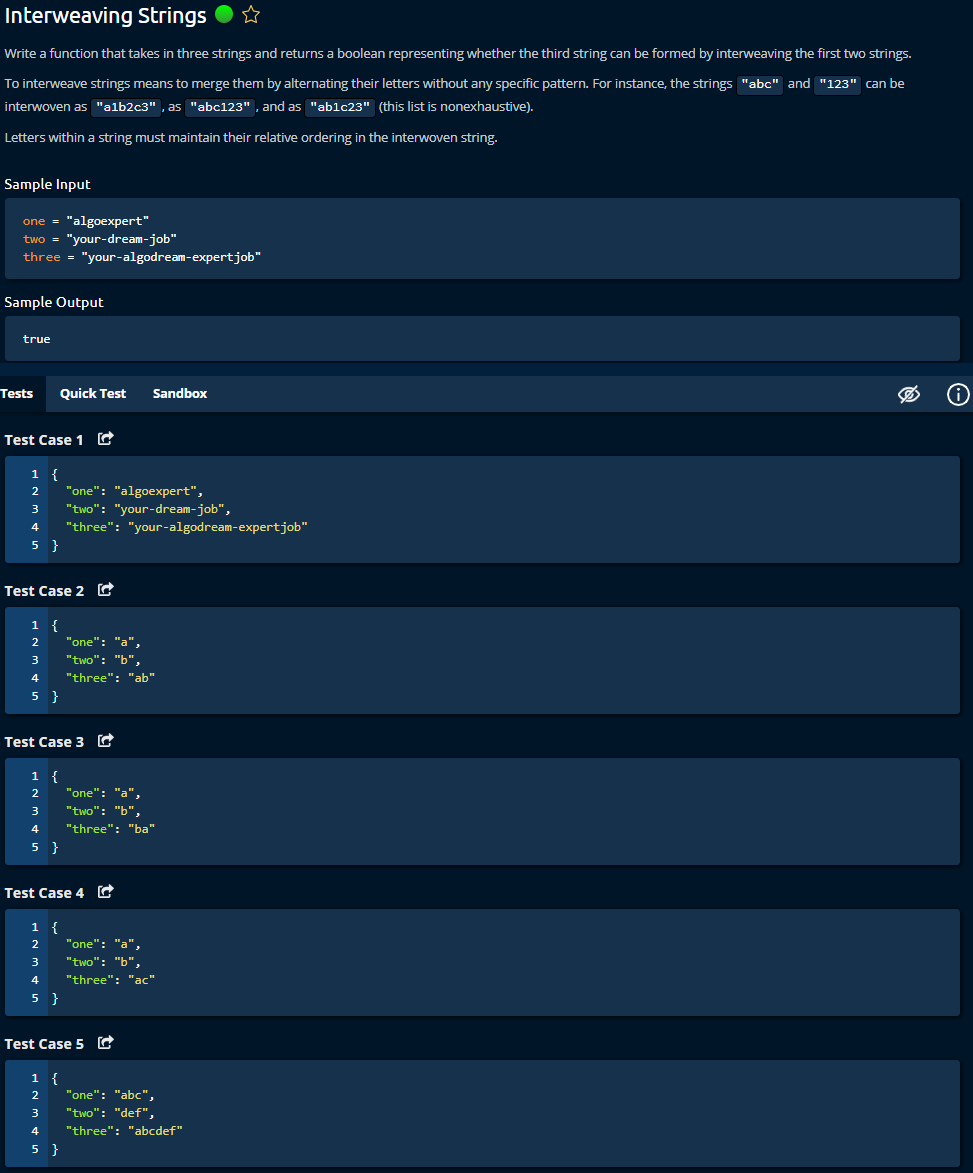 Interweaving Strings
Write a function that takes in three strings and returns a boolean representing whether the third string can be formed by interweaving the first two strings.
To interweave strings means to merge them by alternating their letters without any specific pattern. For instance, the strings "abc" and "123" can be
interwoven as "a1b2c3", as "abc123", and as "ab1c23" (this list is nonexhaustive).
Letters within a string must maintain their relative ordering in the interwoven string.
Sample Input
one = "algoexpert"
two = "your-dream-job"
three = "your-algodream-expertjob"
Sample Output
true
Tests Quick Test Sandbox
Test Case 1
1 {
2 "one": "algoexpert",
3 "two": "your-dream-job",
4 "three": "your-algodream-expertjob"
5 }
Test Case 2
1 {
2 "one": "a",
3 "two": "b",
4 "three": "ab"
5 }
Test Case 3
1 {
2 "one": "a",
3 "two": "b",
4 "three": "ba"
5 }
Test Case 4
1 {
2 "one": "a",
3 "two": "b",
4 "three": "ac"
5 }
Test Case 5
1 {
2 "one": "abc",
3 "two": "def",
4 "three": "abcdef"
5 }